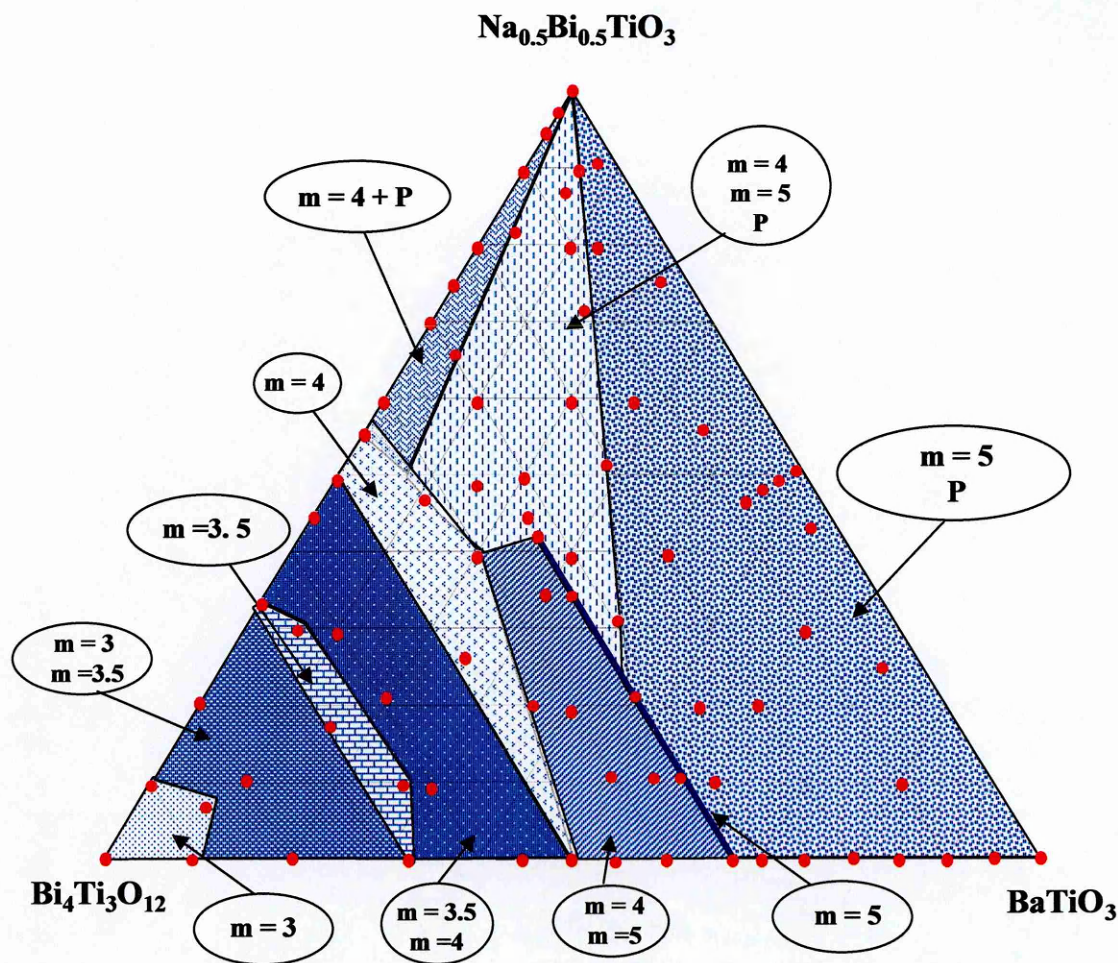 Na₀.₅Bi₀.₅TiO₃
m = 4
m = 5
P
m = 4 + P
m = 4
m = 5
P
m =3. 5
m = 3
m =3.5
Bi₄Ti₃O₁₂
BaTiO₃
m = 3
m = 3.5
m =4
m = 4
m =5
m = 5